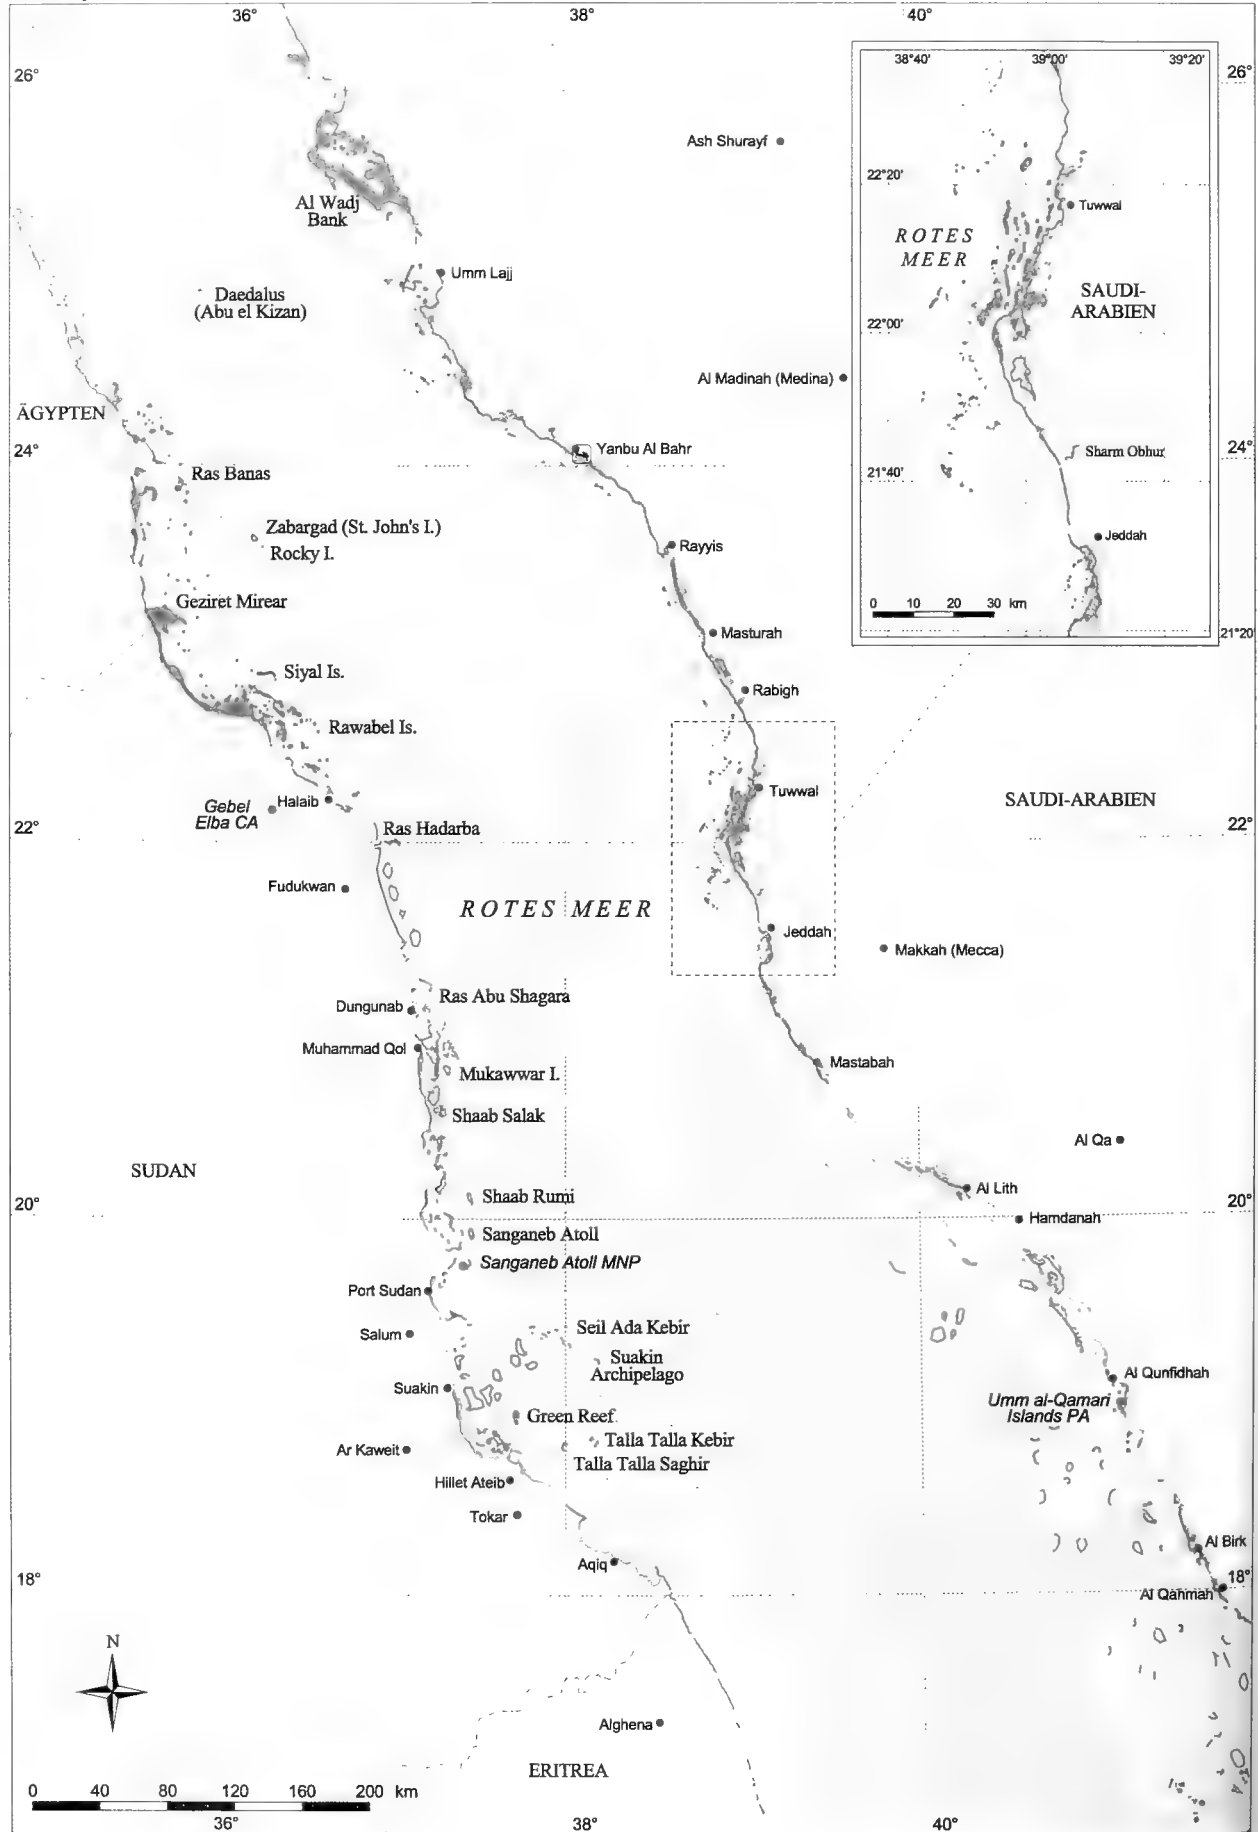 36°
38°
40°
26°
26°
38°40'
39°00'
39°20'
Ash Shurayf
22°20'
Tuwwal
Al Wadj
Bank
ROTES
MEER
Umm Lajj
Daedalus
(Abu el Kizan)
SAUDI-
ARABIEN
22°00'
Al Madinah (Medina)
ÄGYPTEN
24°
Yanbu Al Bahr
Sharm Obhur
24°
Ras Banas
21°40'
Zabargad (St. John's I.)
Rocky I.
Rayyis
Jeddah
Geziret Mirear
0 10 20 30 km
Masturah
21°20'
Siyal Is.
Rabigh
Rawabel Is.
Gebel
Elba CA
Halaib
Tuwwal
SAUDI-ARABIEN
22°
Ras Hadarba
22°
Fudukwan
ROTES MEER
Jeddah
Makkah (Mecca)
Dungunab
Ras Abu Shagara
Muhammad Qol
Mastabah
Mukawwar I.
Shaab Salak
Al Qa
SUDAN
Shaab Rumi
Al Lith
20°
20°
Hamdanah
Sanganeb Atoll
Sanganeb Atoll MNP
Port Sudan
Salum
Seil Ada Kebir
Suakin
Archipelago
Suakin
Al Qunfidhah
Umm al-Qamari
Islands PA
Green Reef
Ar Kaweit
Talla Talla Kebir
Talla Talla Saghir
Hillet Ateib
Tokar
Al Birk
Aqiq
18°
18°
Al Qahmah
N
Alghena
ERITREA
0 40 80 120 160 200 km
36°
38°
40°